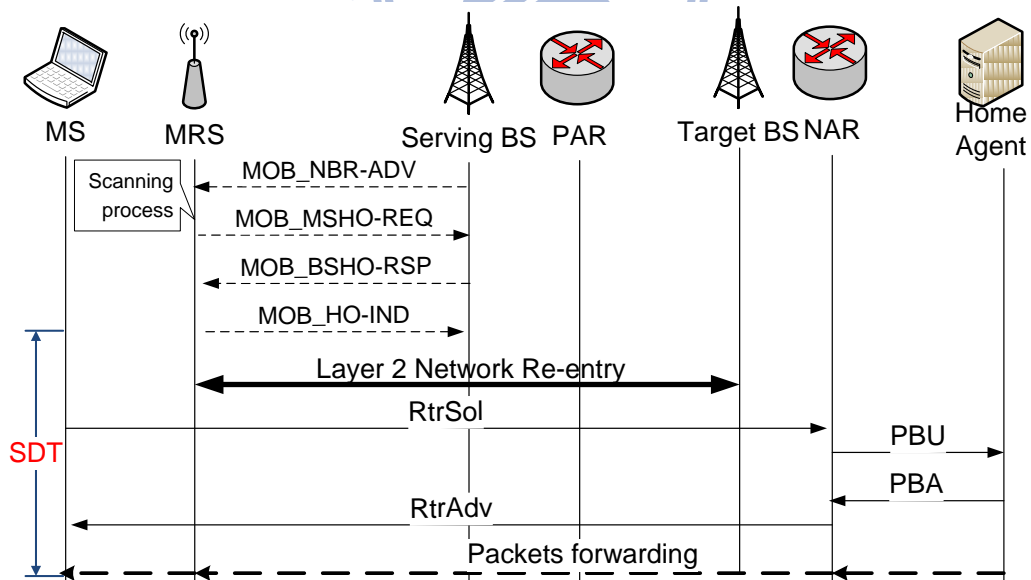 MS
MRS
Serving BS
PAR
Target BS
NAR
Home
Agent
Scanning
process
MOB_NBR-ADV
MOB_MSHO-REQ
MOB_BSHO-RSP
MOB_HO-IND
Layer 2 Network Re-entry
RtrSol
PBU
SDT
PBA
RtrAdv
Packets forwarding